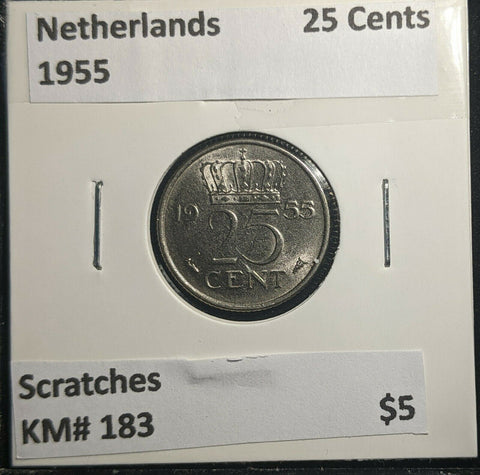 Netherlands 25 Cents
1955
19 55
25
CENT
Scratches
KM# 183 $5